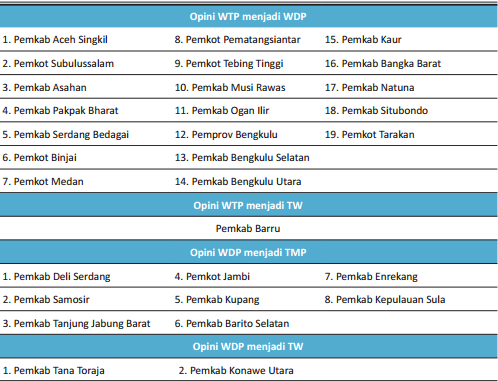 Opini WTP menjadi WDP
1. Pemkab Aceh Singkil 8. Pemkot Pematangsiantar 15. Pemkab Kaur
2. Pemkot Subulussalam 9. Pemkot Tebing Tinggi 16. Pemkab Bangka Barat
3. Pemkab Asahan 10. Pemkab Musi Rawas 17. Pemkab Natuna
4. Pemkab Pakpak Bharat 11. Pemkab Ogan Ilir 18. Pemkab Situbondo
5. Pemkab Serdang Bedagai 12. Pemprov Bengkulu 19. Pemkot Tarakan
6. Pemkot Binjai 13. Pemkab Bengkulu Selatan
7. Pemkot Medan 14. Pemkab Bengkulu Utara
Opini WTP menjadi TW
Pemkab Barru
Opini WDP menjadi TMP
1. Pemkab Deli Serdang 4. Pemkot Jambi 7. Pemkab Enrekang
2. Pemkab Samosir 5. Pemkab Kupang 8. Pemkab Kepulauan Sula
3. Pemkab Tanjung Jabung Barat 6. Pemkab Barito Selatan
Opini WDP menjadi TW
1. Pemkab Tana Toraja 2. Pemkab Konawe Utara